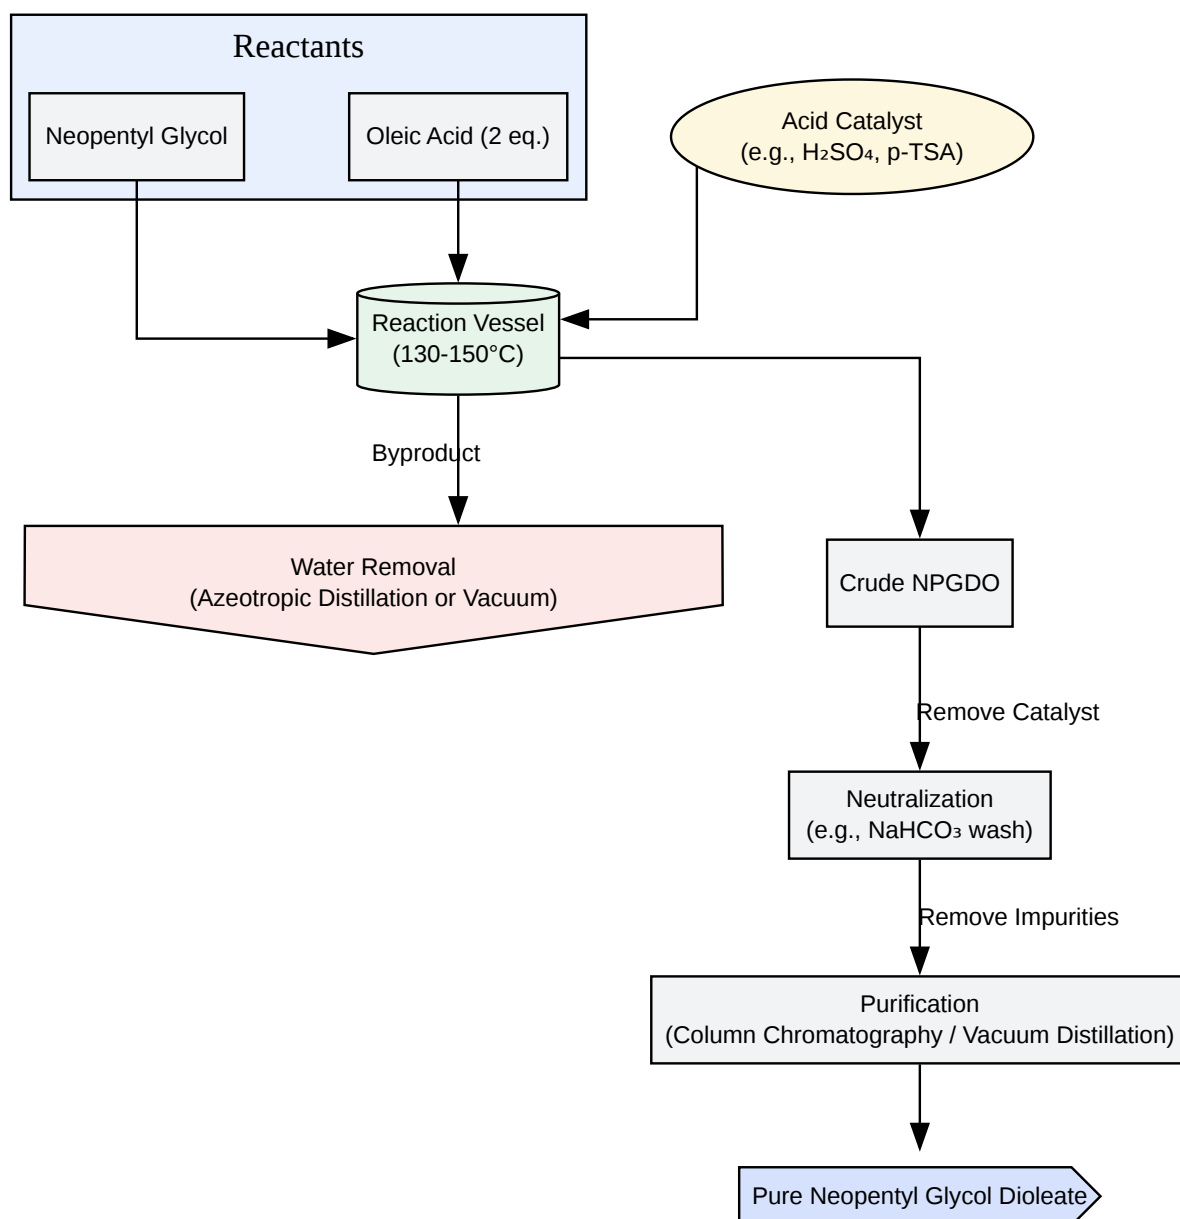 Reactants
Neopentyl Glycol
Oleic Acid (2 eq.)
Acid Catalyst
(e.g., H₂SO₄, p-TSA)
Reaction Vessel
(130-150°C)
Byproduct
Water Removal
(Azeotropic Distillation or Vacuum)
Crude NPGDO
Remove Catalyst
Neutralization
(e.g., NaHCO₃ wash)
Remove Impurities
Purification
(Column Chromatography / Vacuum Distillation)
Pure Neopentyl Glycol Dioleate